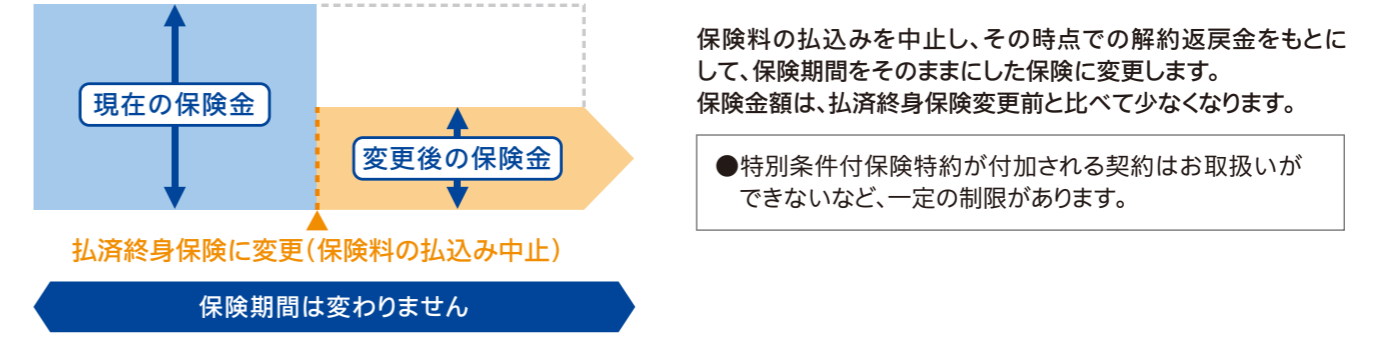 現在の保険金
変更後の保険金
払済終身保険に変更(保険料の払込み中止)
保険期間は変わりません
保険料の払込みを中止し、その時点での解約返戻金をもとに
して、保険期間をそのままにした保険に変更します。
保険金額は、払済終身保険変更前と比べて少なくなります。
●特別条件付保険特約が付加される契約はお取扱いが
できないなど、一定の制限があります。